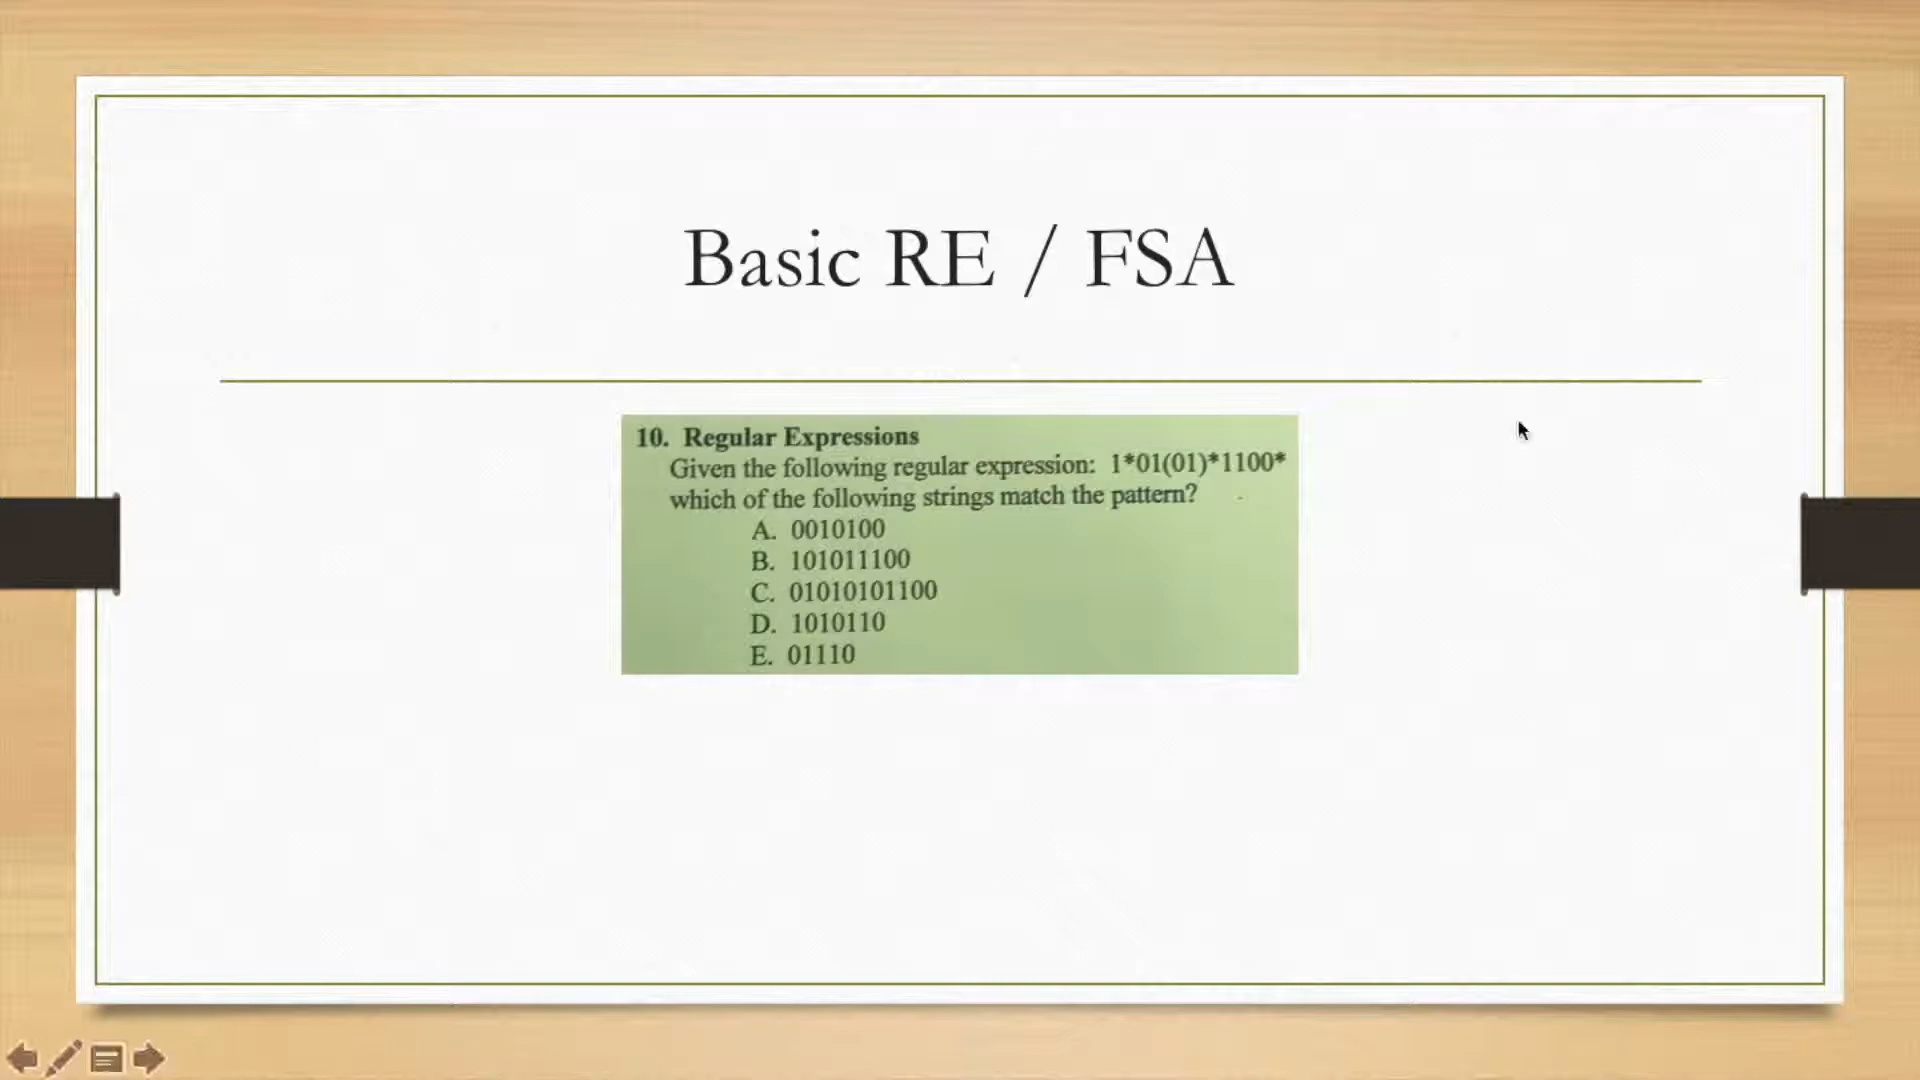 Basic RE / FSA
10. Regular Expressions
Given the following regular expression: 1*01(01)*1100*
which of the following strings match the pattern?
A. 0010100
B. 101011100
C. 01010101100
D. 1010110
E. 01110